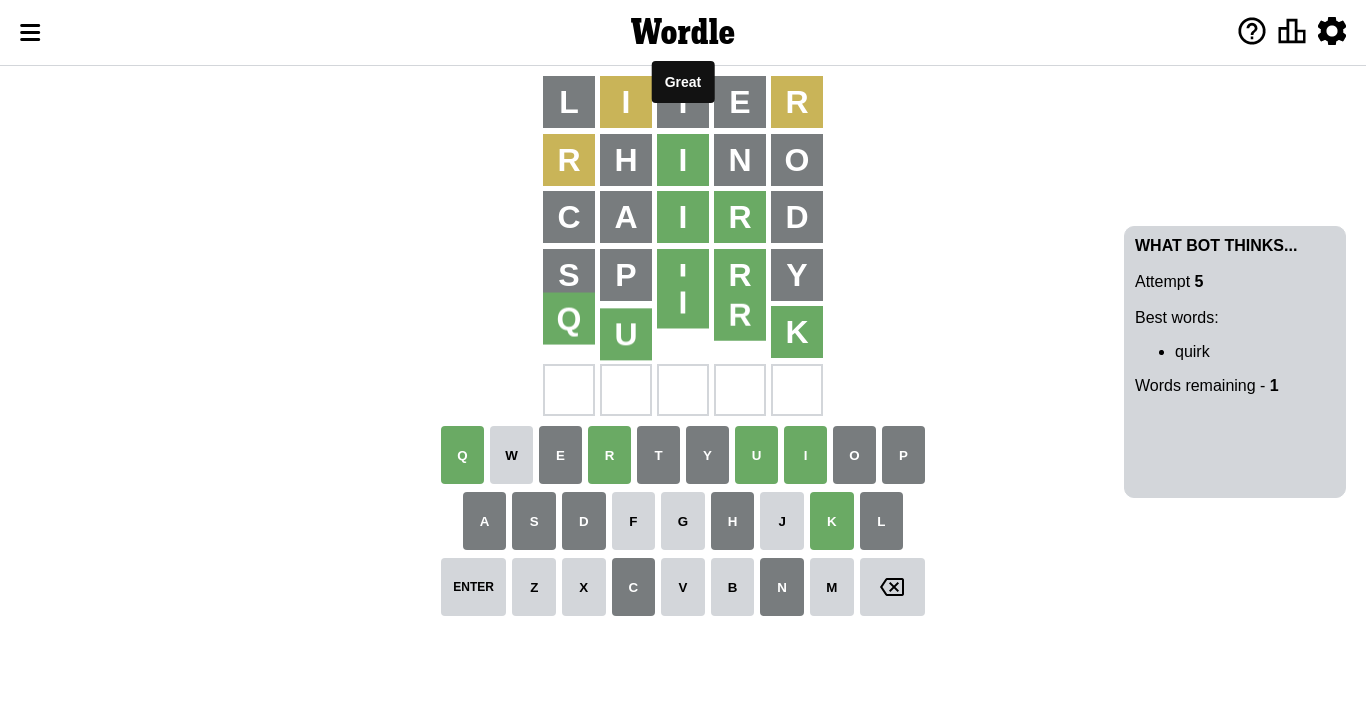 Wordle
Great
L I T E R
R H I N O
C A I R D
S P I R Y
Q U I R K
Q W E R T Y U I O P
A S D F G H J K L
ENTER Z X C V B N M
WHAT BOT THINKS...
Attempt 5
Best words:
• quirk
Words remaining - 1